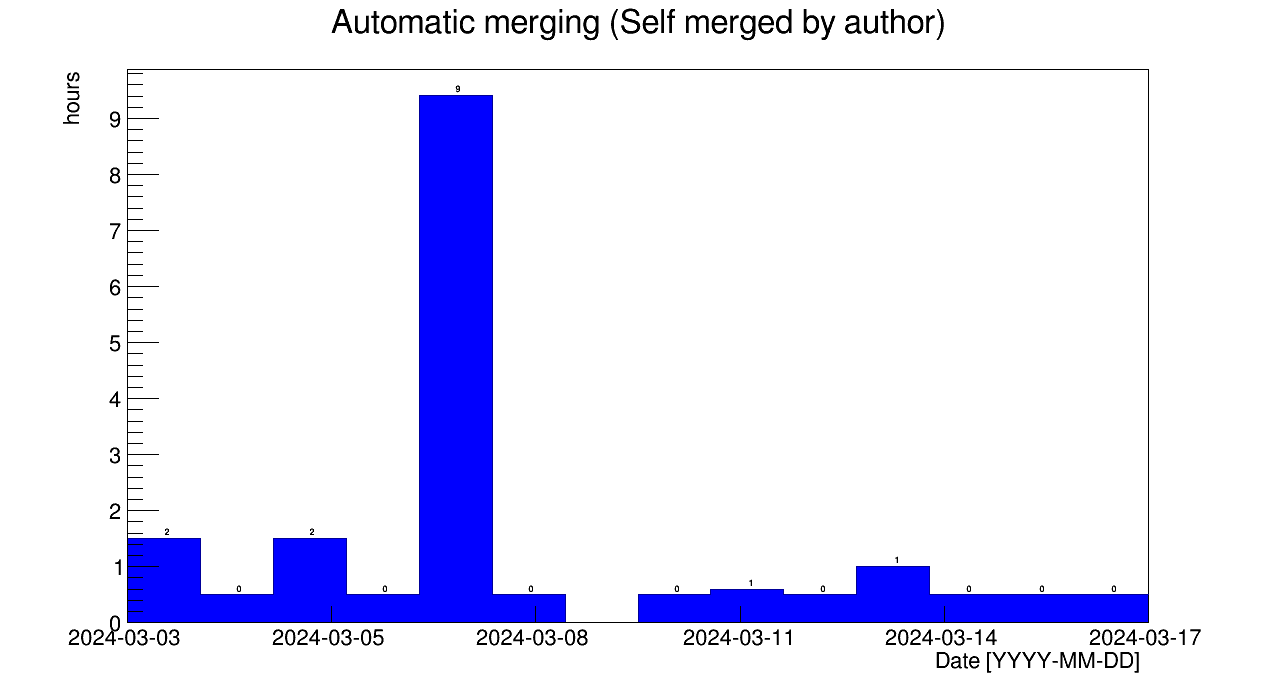 Automatic merging (Self merged by author)
hours
9
8
7
6
5
4
3
2
1
0
2 0 2 0 9 0 0 1 0 1 0 0 0
2024-03-03 2024-03-05 2024-03-08 2024-03-11 2024-03-14 2024-03-17
Date [YYYY-MM-DD]